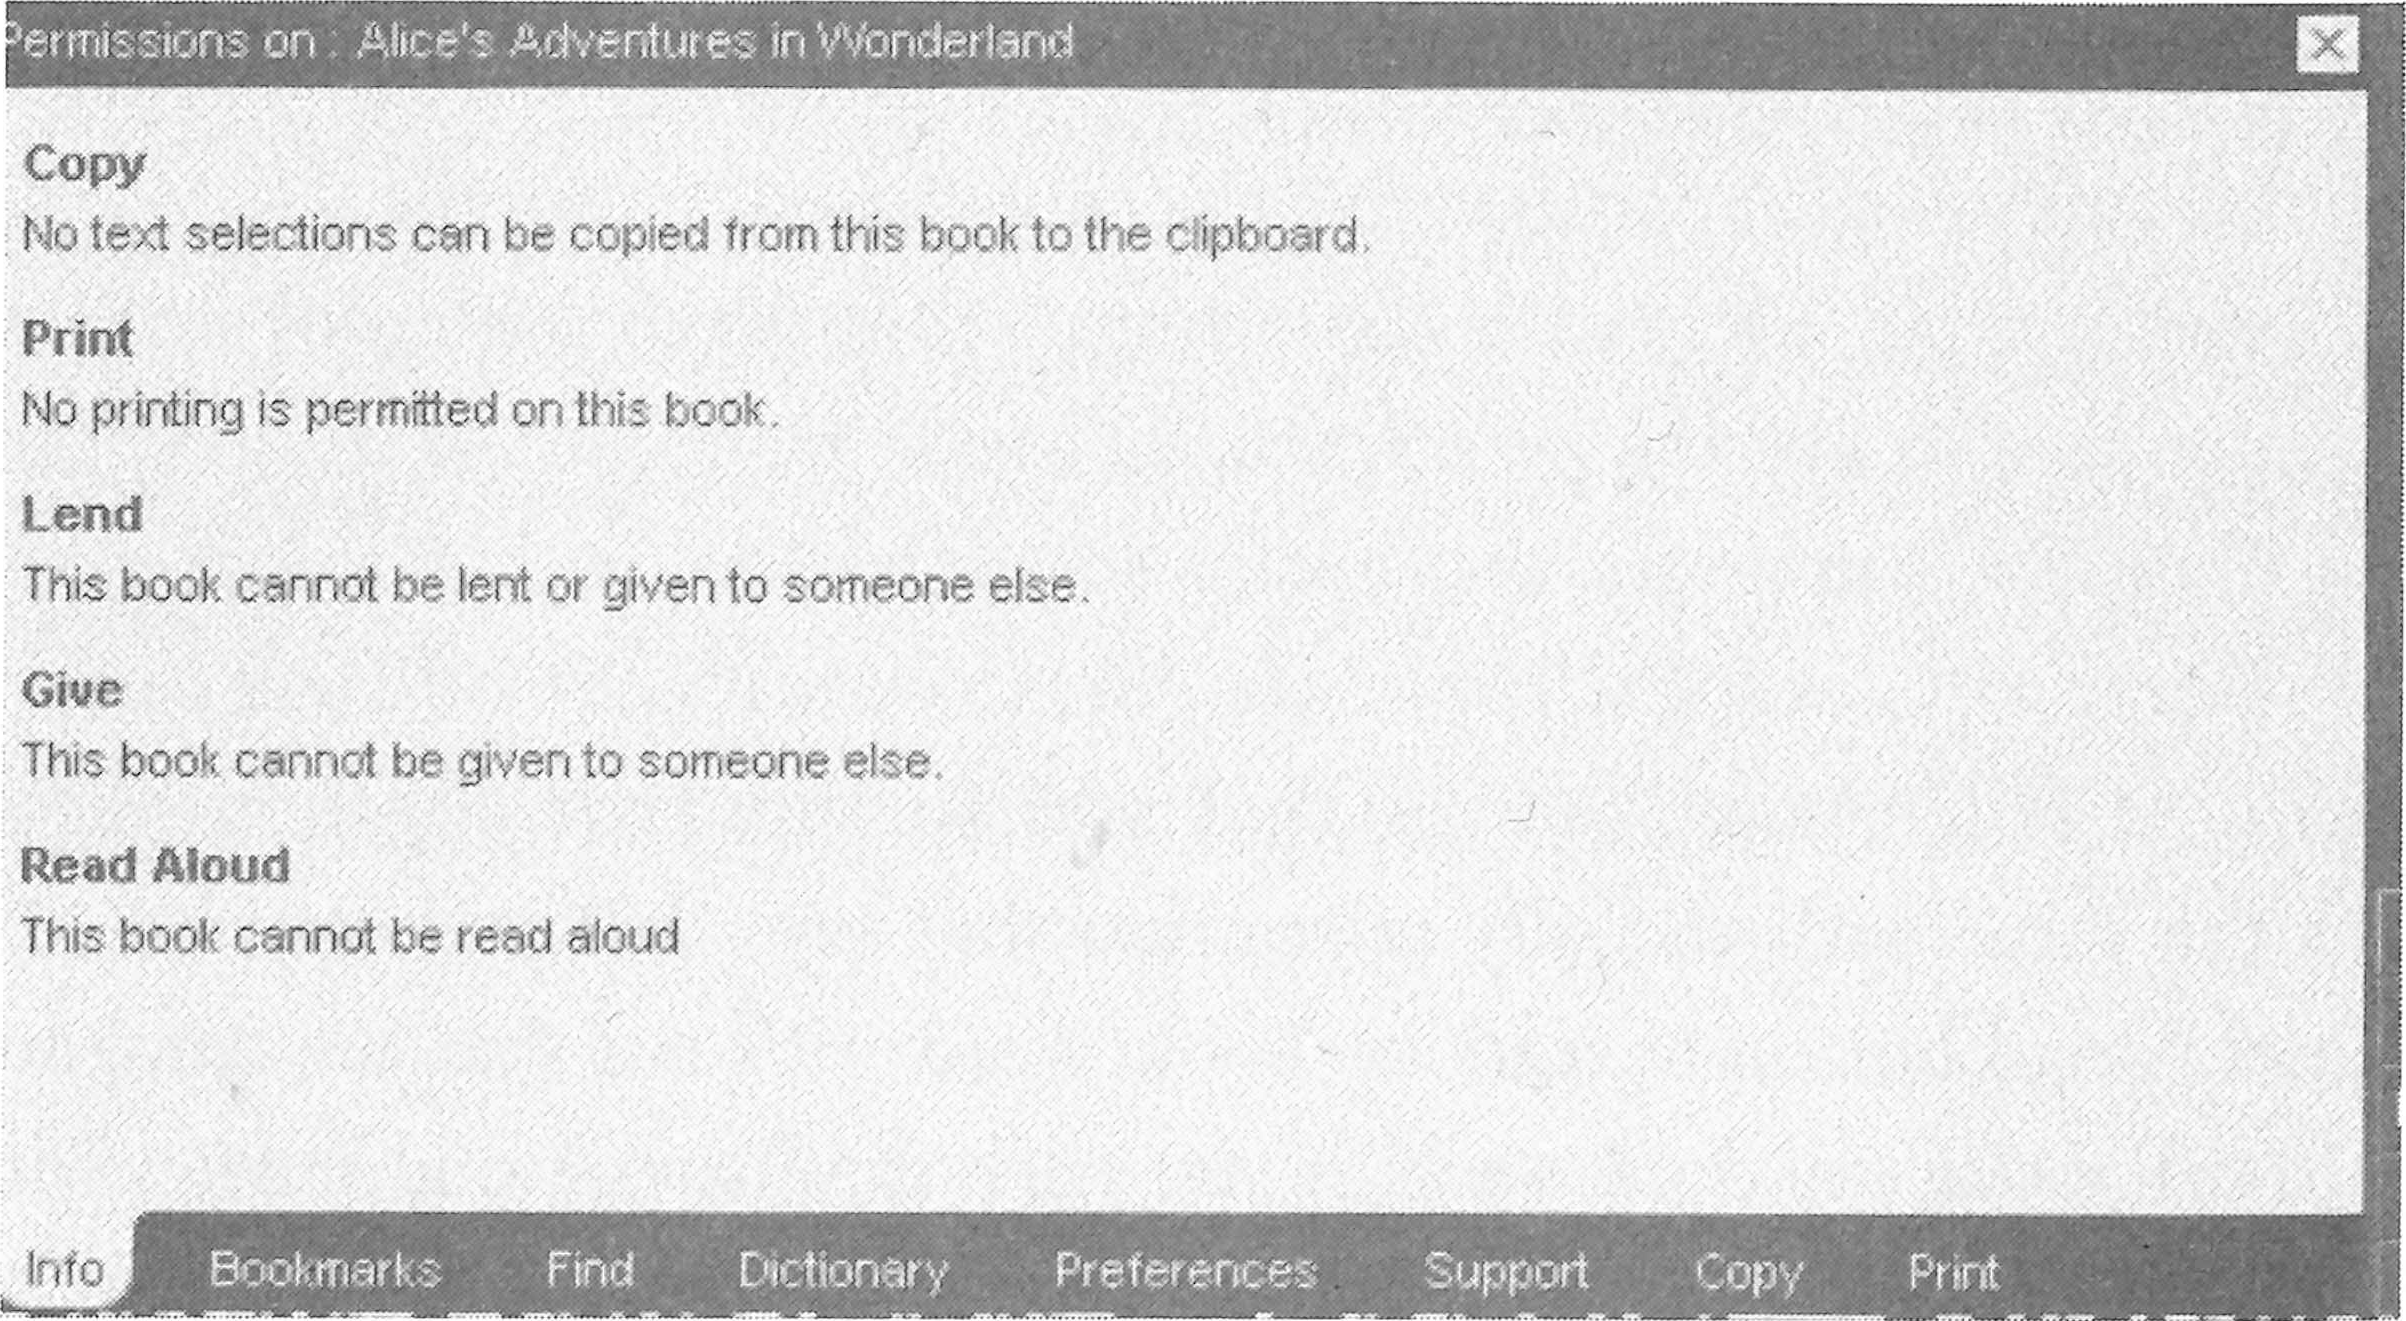 Permissions on : Alice's Adventures in Wonderland
Copy
No text selections can be copied from this book to the clipboard.
Print
No printing is permitted on this book.
Lend
This book cannot be lent or given to someone else.
Give
This book cannot be given to someone else.
Read Aloud
This book cannot be read aloud
Info Bookmarks Find Dictionary Preferences Support Copy Print